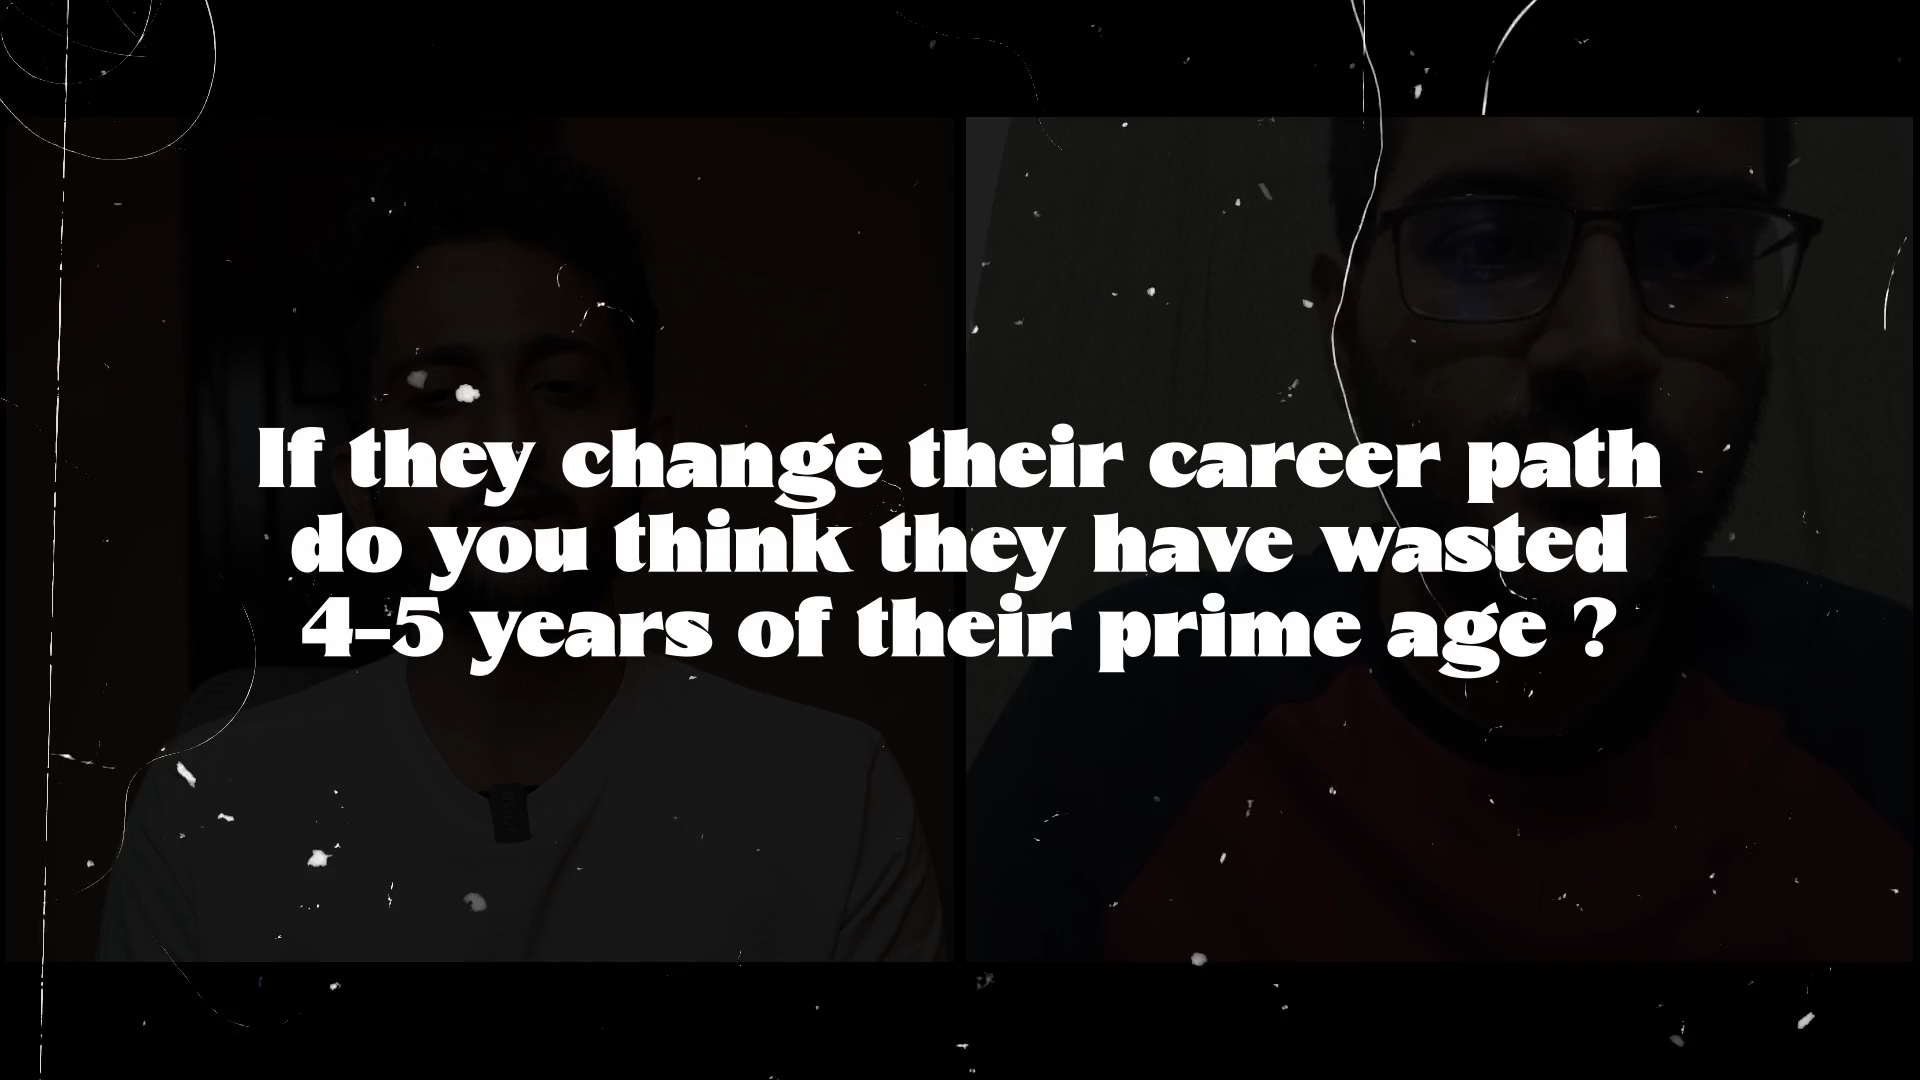 If they change their career path
do you think they have wasted
4-5 years of their prime age ?